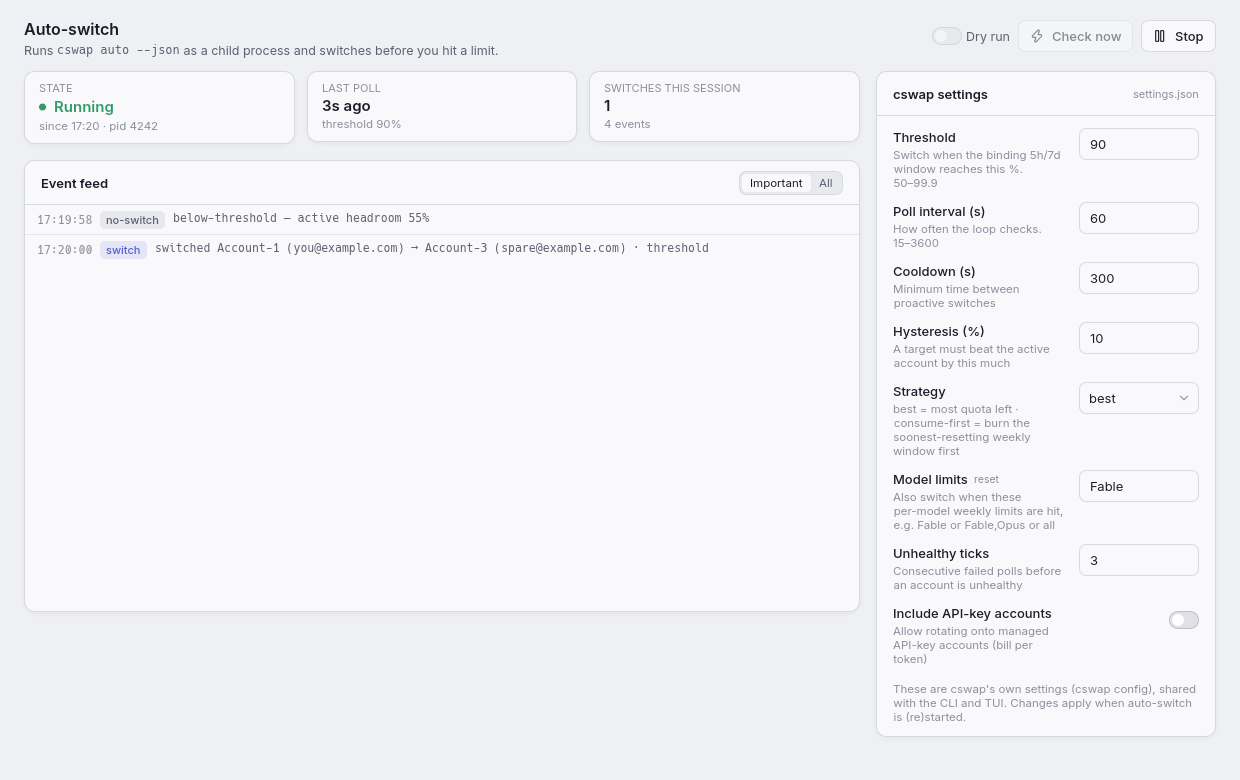 Auto-switch
Runs cswap auto --json as a child process and switches before you hit a limit.
Dry run
Check now
Stop
STATE
Running
since 17:20 · pid 4242
LAST POLL
3s ago
threshold 90%
SWITCHES THIS SESSION
1
4 events
Event feed
Important
All
17:19:58 no-switch below-threshold — active headroom 55%
17:20:00 switch switched Account-1 (you@example.com) → Account-3 (spare@example.com) · threshold
cswap settings
settings.json
Threshold
90
Switch when the binding 5h/7d
window reaches this %.
50–99.9
Poll interval (s)
60
How often the loop checks.
15–3600
Cooldown (s)
300
Minimum time between
proactive switches
Hysteresis (%)
10
A target must beat the active
account by this much
Strategy
best
best = most quota left ·
consume-first = burn the
soonest-resetting weekly
window first
Model limits reset
Fable
Also switch when these
per-model weekly limits are hit,
e.g. Fable or Fable,Opus or all
Unhealthy ticks
3
Consecutive failed polls before
an account is unhealthy
Include API-key accounts
Allow rotating onto managed
API-key accounts (bill per
token)
These are cswap's own settings (cswap config), shared
with the CLI and TUI. Changes apply when auto-switch
is (re)started.